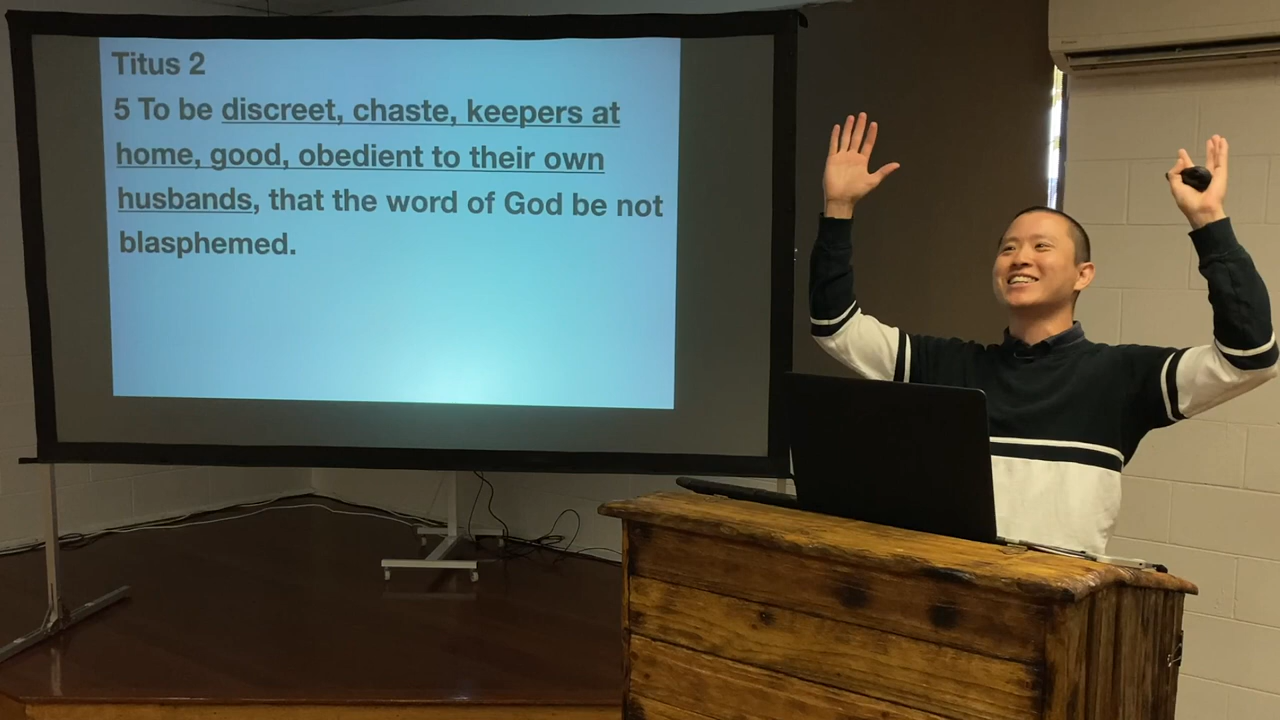 Titus 2
5 To be discreet, chaste, keepers at
home, good, obedient to their own
husbands, that the word of God be not
blasphemed.